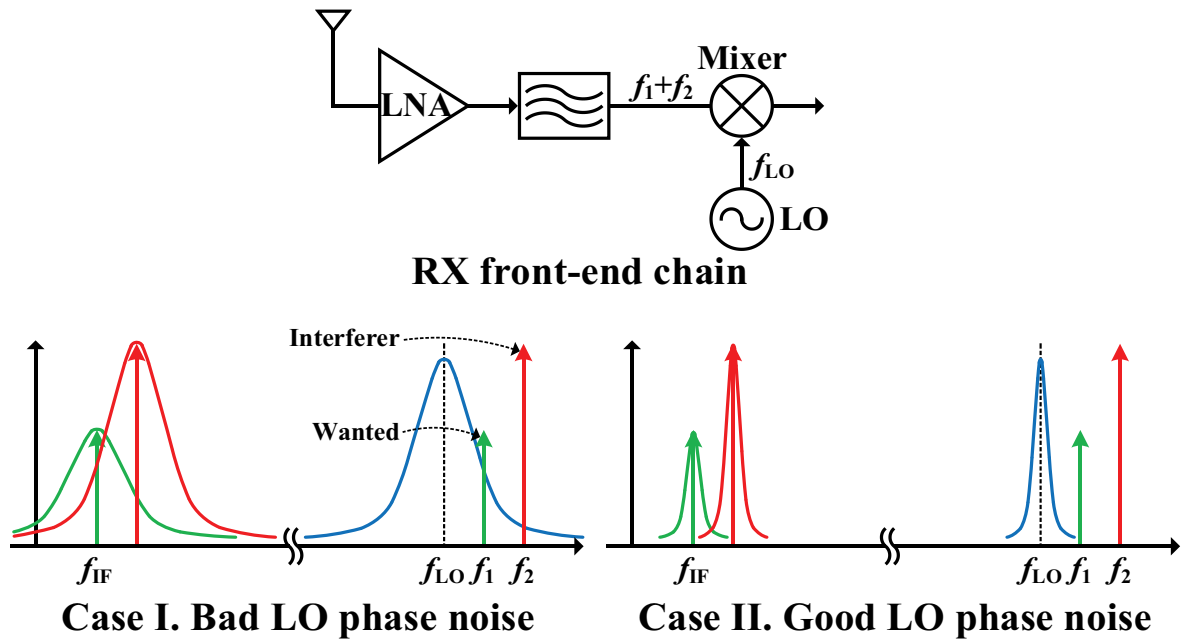 Mixer
LNA
f1+f2
fLO
LO
RX front-end chain
Interferer
Wanted
fIF
fLO
f1
f2
fIF
fLO
f1
f2
Case I. Bad LO phase noise
Case II. Good LO phase noise